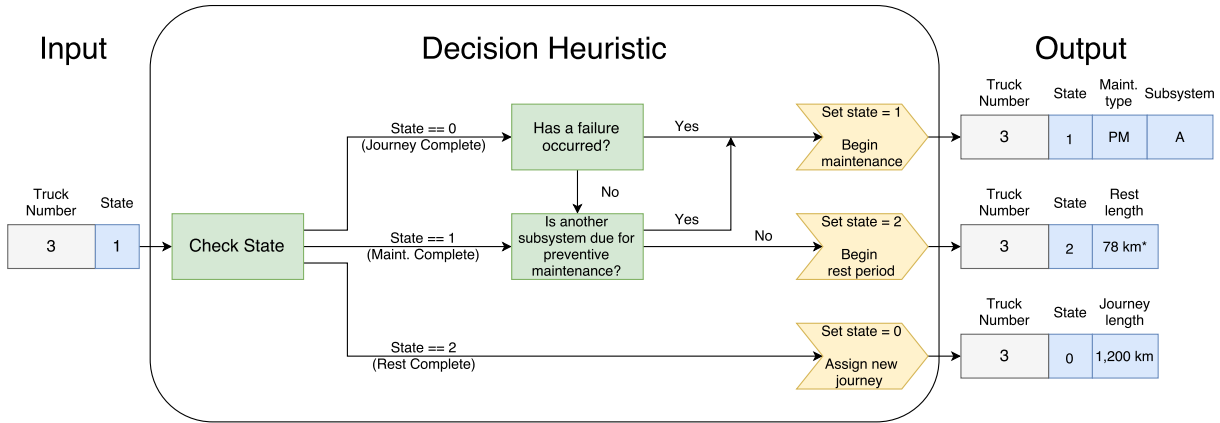 Input
Decision Heuristic
Output
Truck
Number
State
3
1
Check State
State == 0
(Journey Complete)
State == 1
(Maint. Complete)
State == 2
(Rest Complete)
Has a failure
occurred?
Yes
No
Is another
subsystem due for
preventive
maintenance?
Yes
No
Set state = 1
Begin
maintenance
Set state = 2
Begin
rest period
Set state = 0
Assign new
journey
Truck
Number
State
Maint.
type
Subsystem
3
1
PM
A
Truck
Number
State
Rest
length
3
2
78 km*
Truck
Number
State
Journey
length
3
0
1,200 km